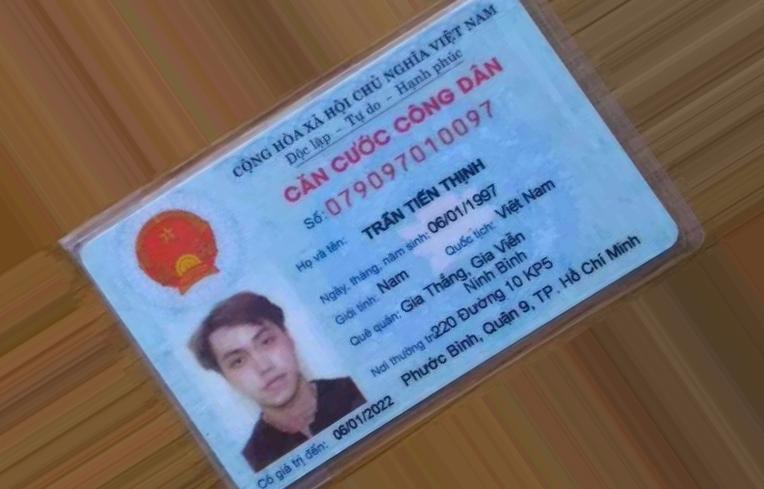 CỘNG HÒA XÃ HỘI CHỦ NGHĨA VIỆT NAM
Độc lập - Tự do - Hạnh phúc
CĂN CƯỚC CÔNG DÂN
Số: 079097010097
Họ và tên: TRẦN TIẾN THỊNH
Ngày, tháng, năm sinh: 06/01/1997
Giới tính: Nam Quốc tịch: Việt Nam
Quê quán: Gia Thắng, Gia Viễn
Ninh Bình
Nơi thường trú: 220 Đường 10 KP5
Phước Bình, Quận 9, TP. Hồ Chí Minh
Có giá trị đến: 06/01/2022